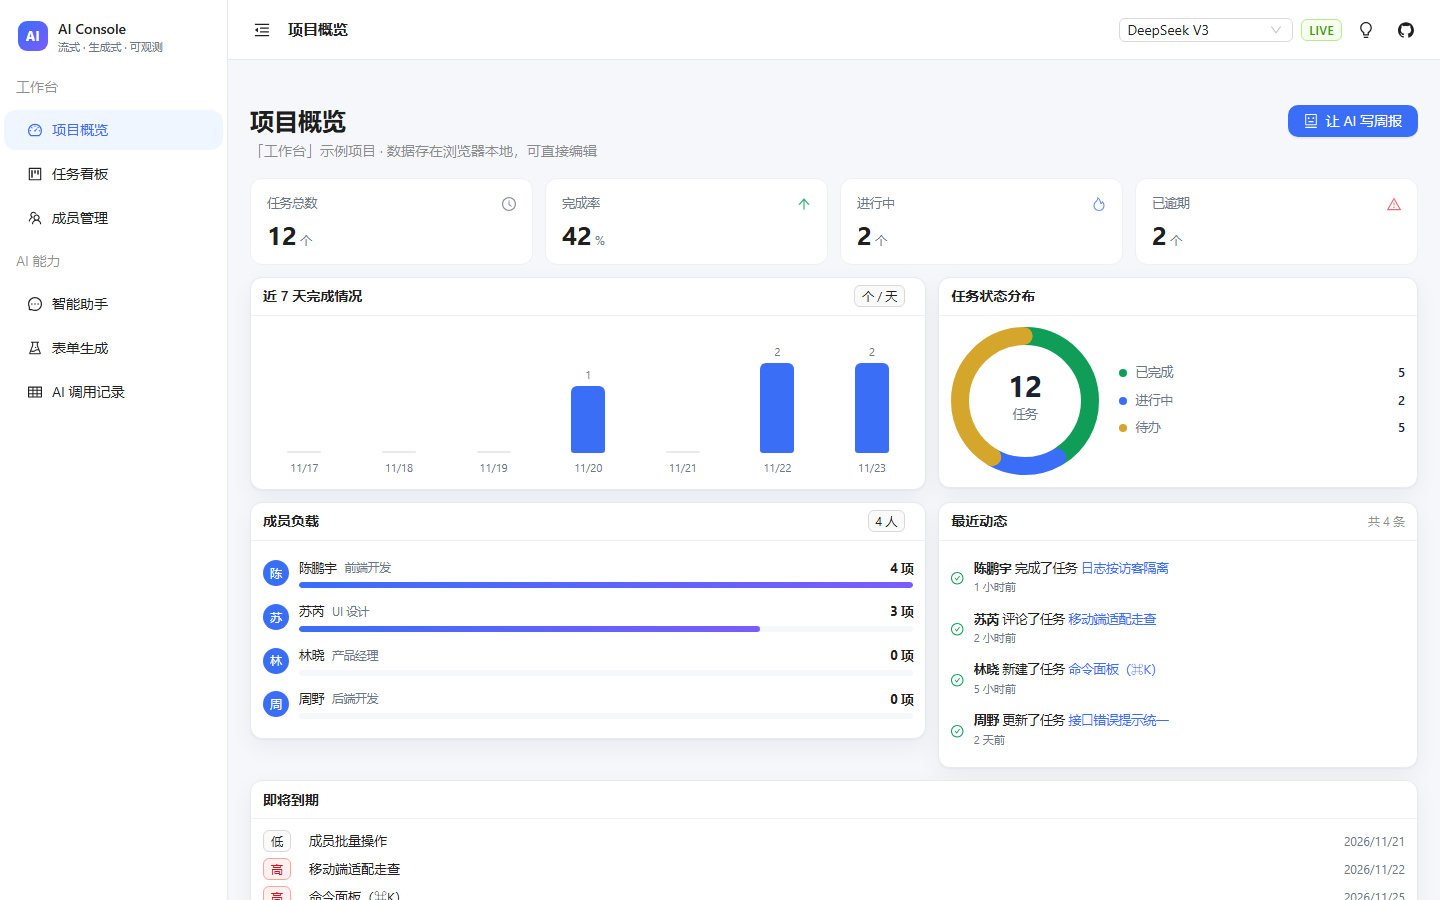 AI
AI Console
流式 · 生成式 · 可观测
工作台
项目概览
任务看板
成员管理
AI 能力
智能助手
表单生成
AI 调用记录
项目概览
DeepSeek V3
LIVE
项目概览
「工作台」示例项目 · 数据存在浏览器本地，可直接编辑
让 AI 写周报
任务总数
12 个
完成率
42 %
进行中
2 个
已逾期
2 个
近 7 天完成情况
个 / 天
1
2
2
11/17
11/18
11/19
11/20
11/21
11/22
11/23
任务状态分布
12
任务
已完成 5
进行中 2
待办 5
成员负载
4 人
陈 陈鹏宇 前端开发 4 项
苏 苏芮 UI 设计 3 项
林 林晓 产品经理 0 项
周 周野 后端开发 0 项
最近动态
共 4 条
陈鹏宇 完成了任务 日志按访客隔离
1 小时前
苏芮 评论了任务 移动端适配走查
2 小时前
林晓 新建了任务 命令面板（⌘K）
5 小时前
周野 更新了任务 接口错误提示统一
2 天前
即将到期
低 成员批量操作 2026/11/21
高 移动端适配走查 2026/11/22
高 命令面板（⌘K） 2026/11/25